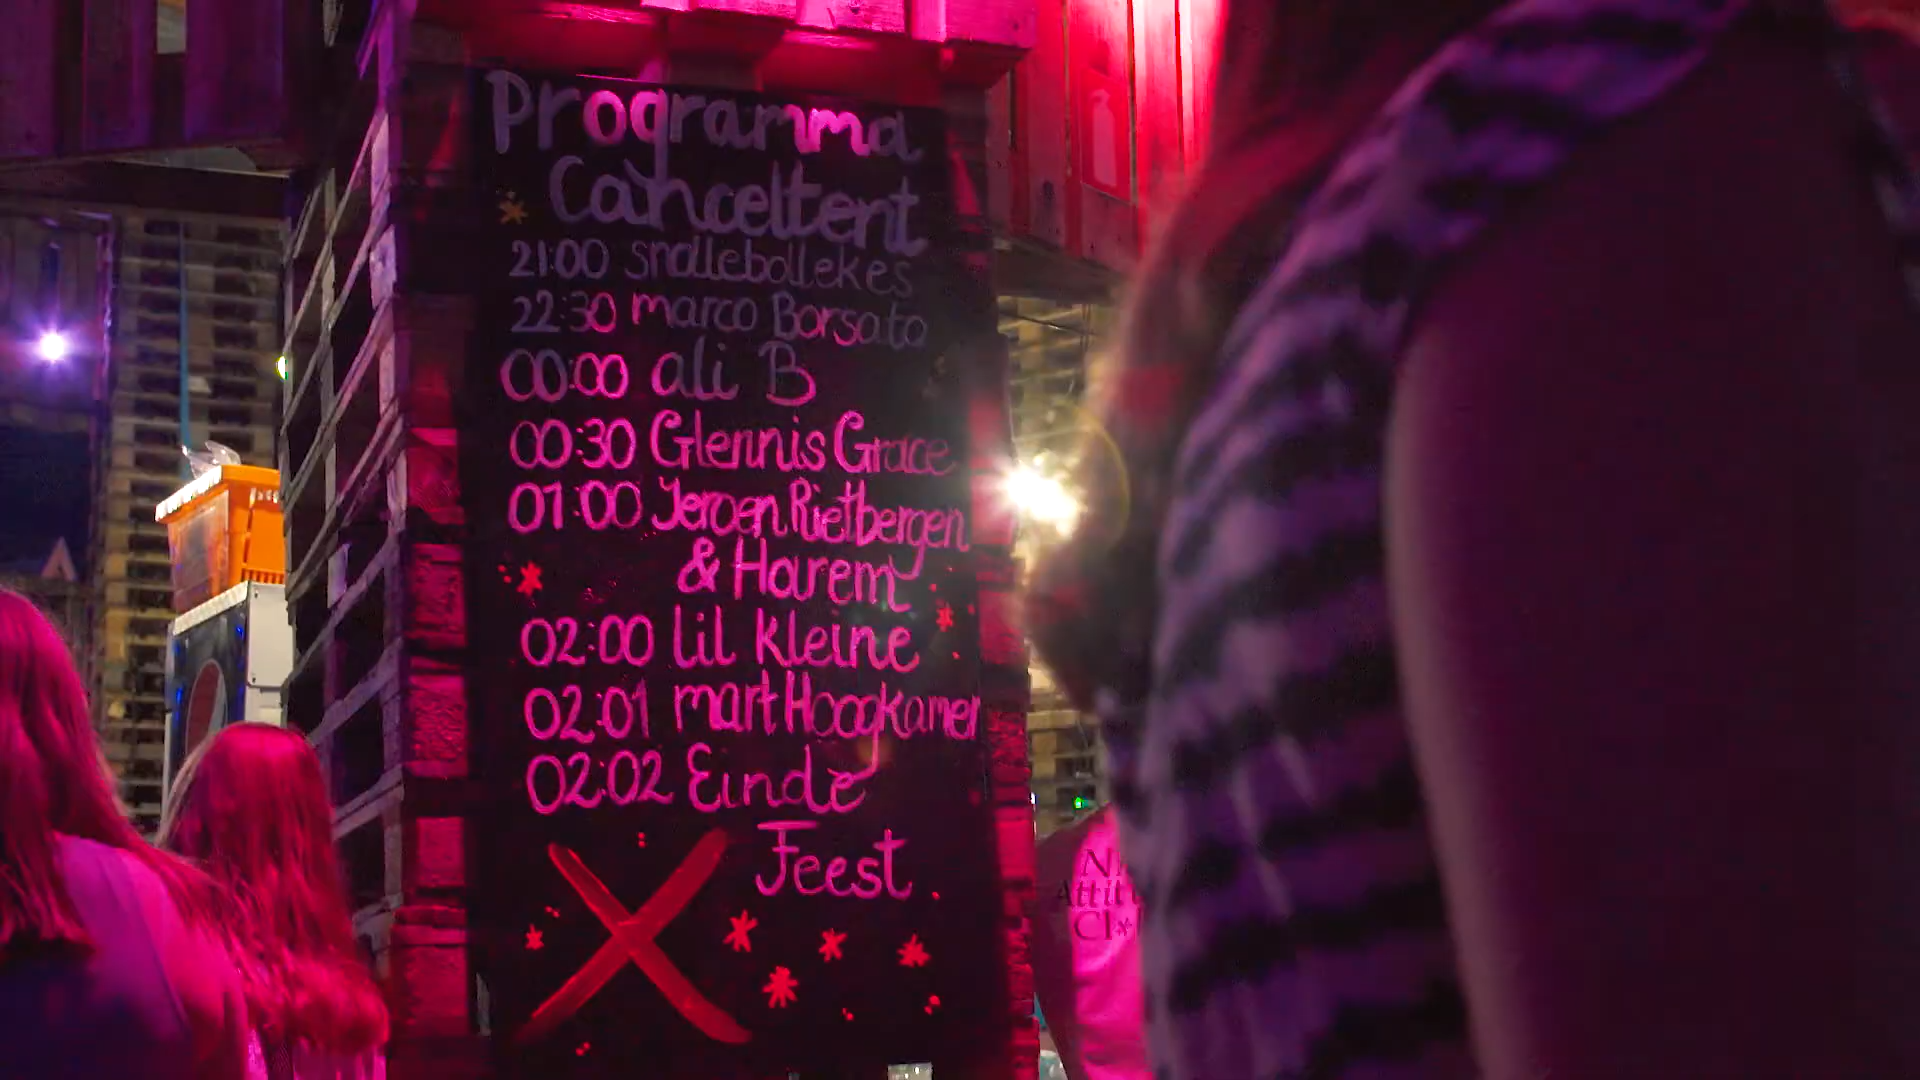 Programma
Canceltent
21:00 snollebollekes
22:30 marco Borsato
00:00 ali B
00:30 Glennis Grace
01:00 Jeroen Rietbergen
& Harem
02:00 Lil Kleine
02:01 mart Hoogkamer
02:02 Einde
Feest